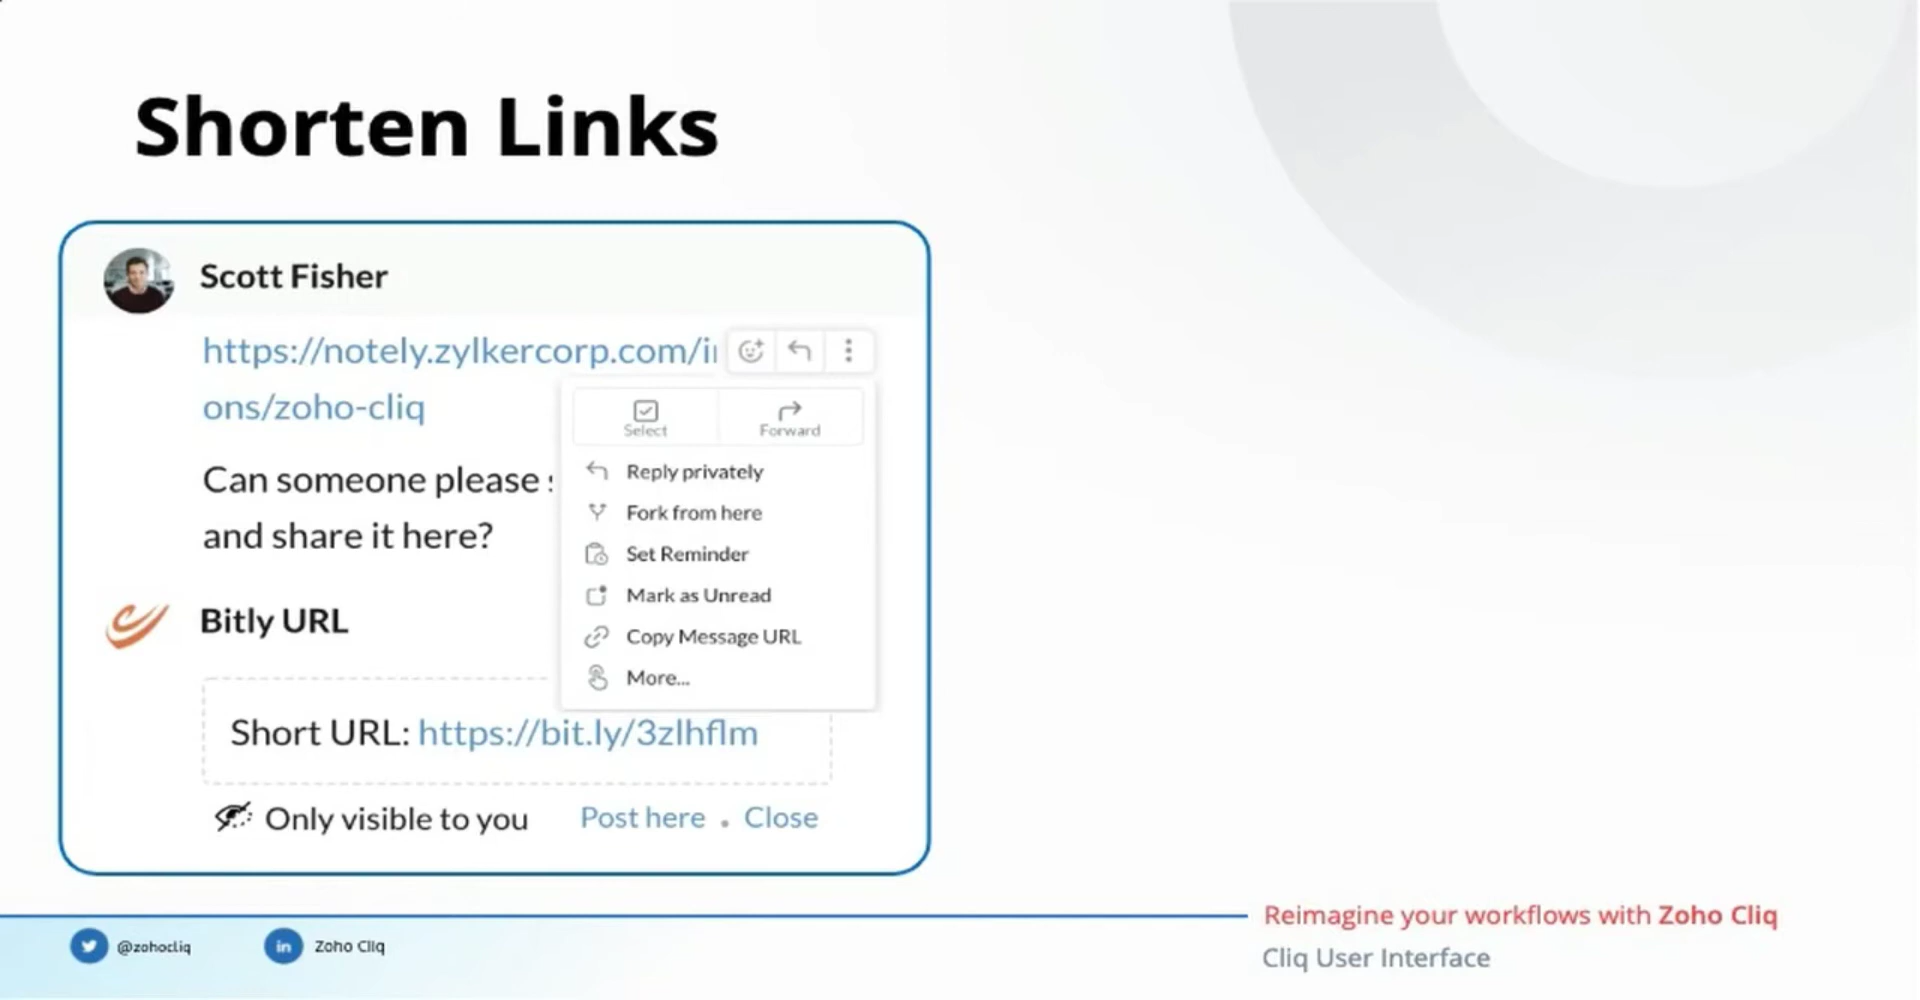 Shorten Links
Scott Fisher
https://notely.zylkercorp.com/i
ons/zoho-cliq
Select
Forward
Can someone please
Reply privately
Fork from here
and share it here?
Set Reminder
Mark as Unread
Bitly URL
Copy Message URL
More...
Short URL: https://bit.ly/3zlhflm
Only visible to you Post here . Close
Reimagine your workflows with Zoho Cliq
@zohocliq
in Zoho Cliq
Cliq User Interface